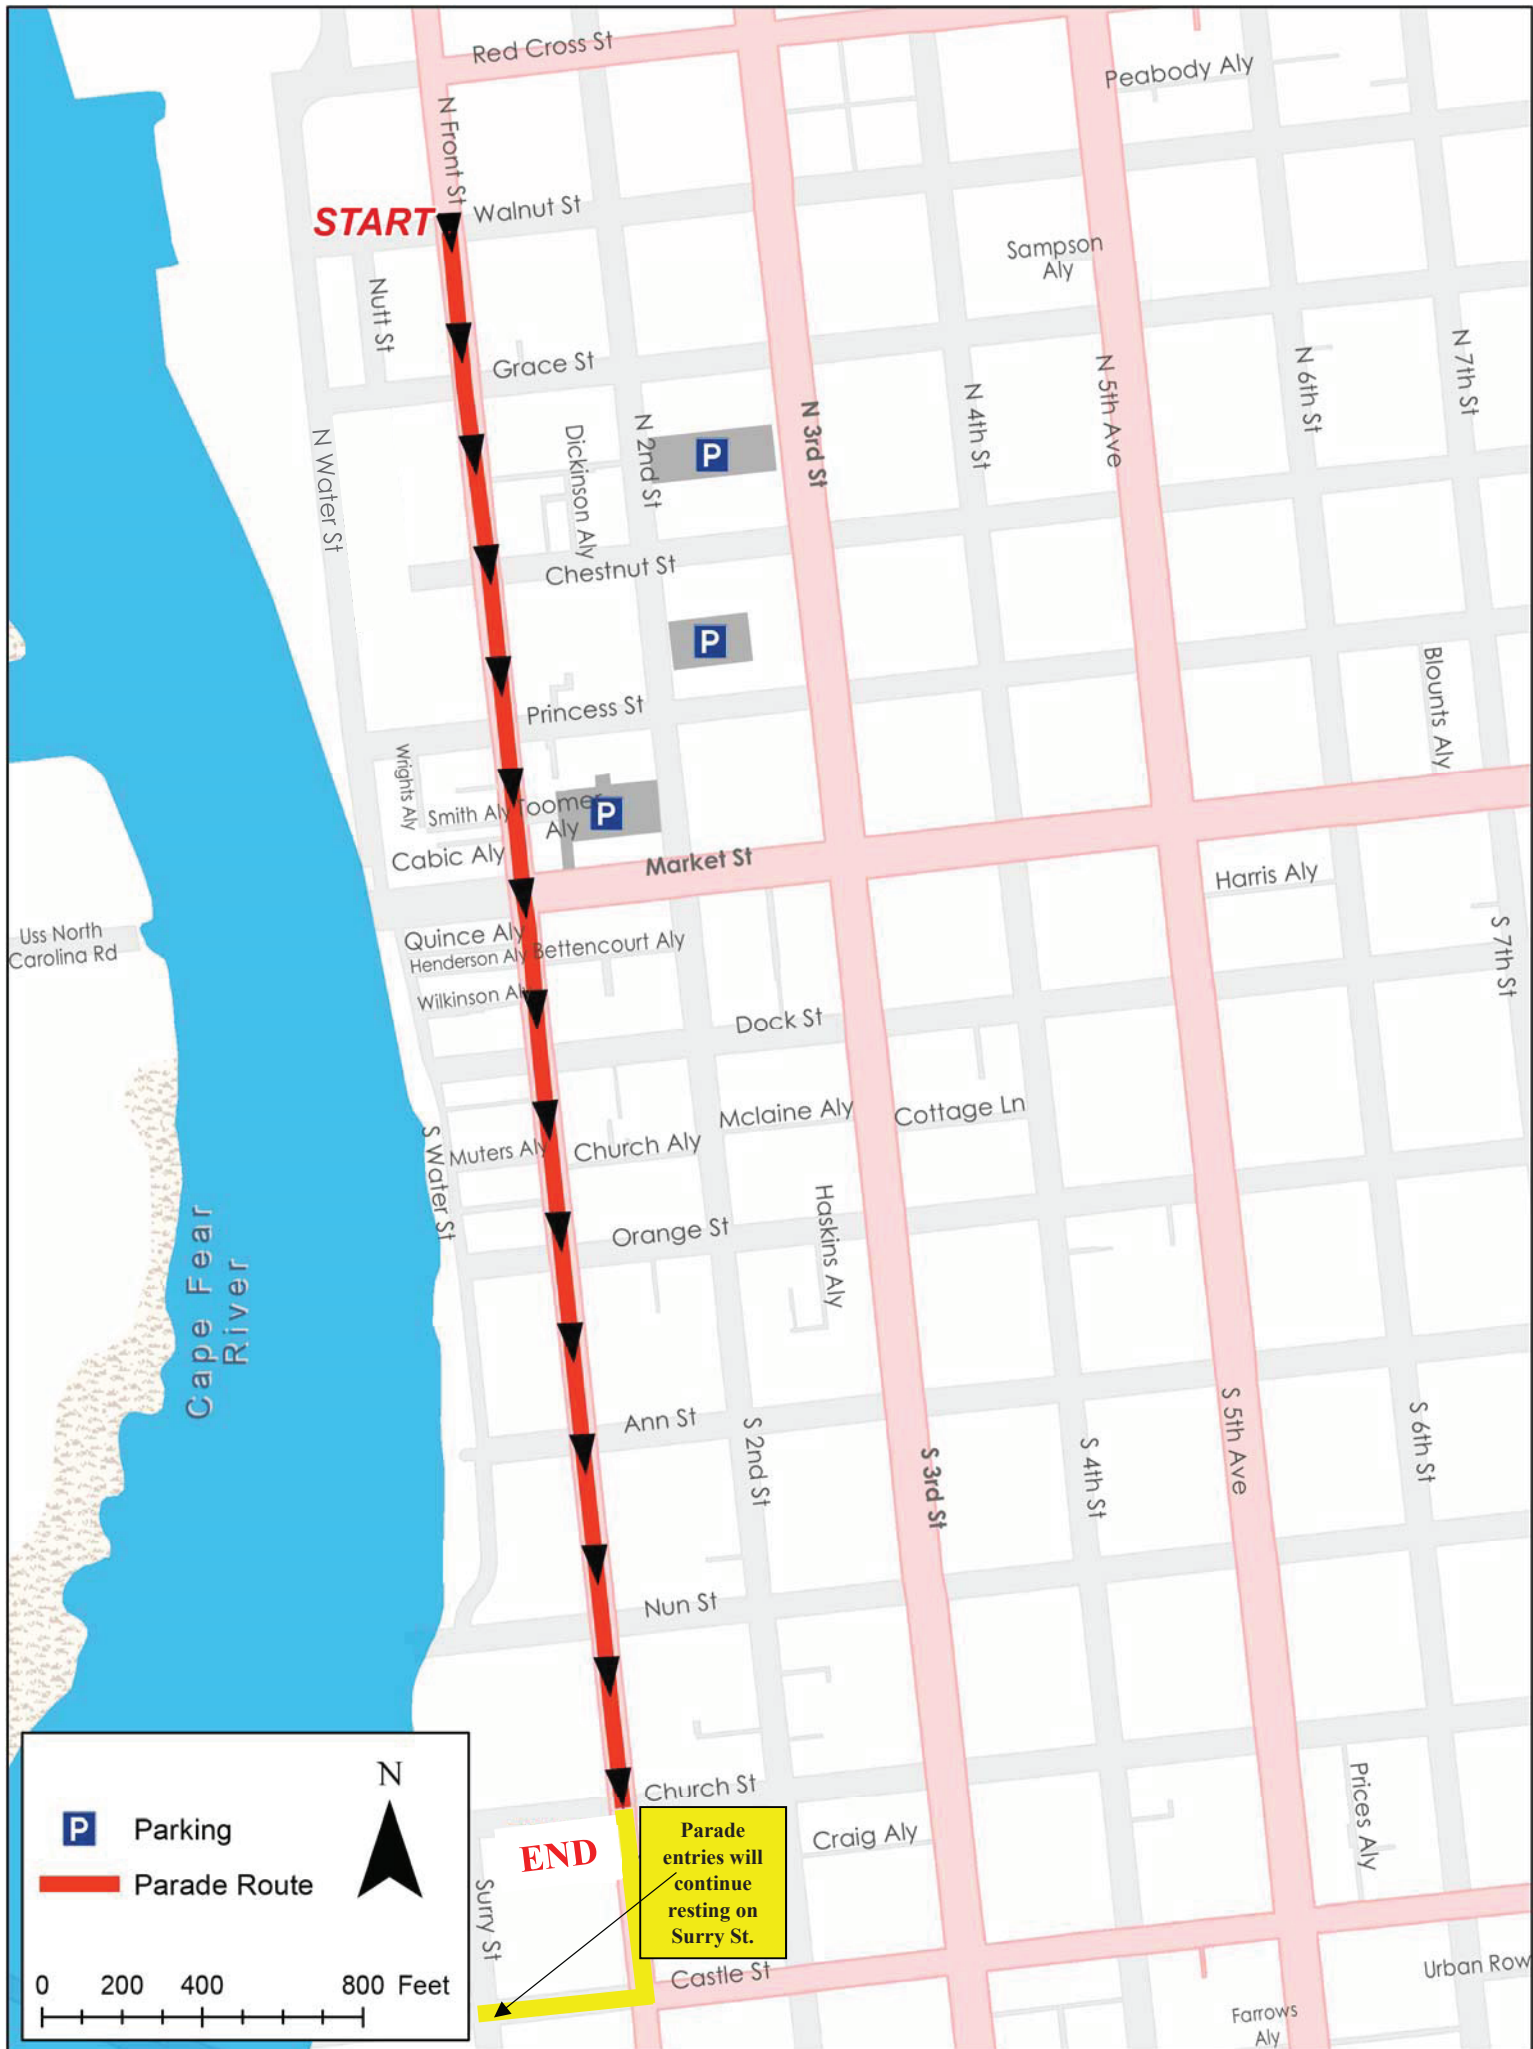 Red Cross St
Peabody Aly
N Front St
START
Walnut St
Sampson
Aly
Nutt St
Grace St
N Water St
Dickinson Aly
N 2nd St
P
N 3rd St
N 4th St
N 5th Ave
N 6th St
N 7th St
Chestnut St
P
Princess St
Blounts Aly
Wrights Aly
Smith Aly
Toomer
Aly
P
Cabic Aly
Market St
Harris Aly
Uss North
Carolina Rd
Quince Aly
Henderson Aly
Bettencourt Aly
Wilkinson Aly
S 7th St
Dock St
Mclaine Aly
Cottage Ln
S Water St
Muters Aly
Church Aly
Haskins Aly
Orange St
Cape Fear
River
Ann St
S 2nd St
S 3rd St
S 4th St
S 5th Ave
S 6th St
Nun St
Church St
Prices Aly
END
Parade
entries will
continue
resting on
Surry St.
Craig Aly
Surry St
Castle St
Urban Row
Farrows
Aly
N
P Parking
Parade Route
0 200 400 800 Feet